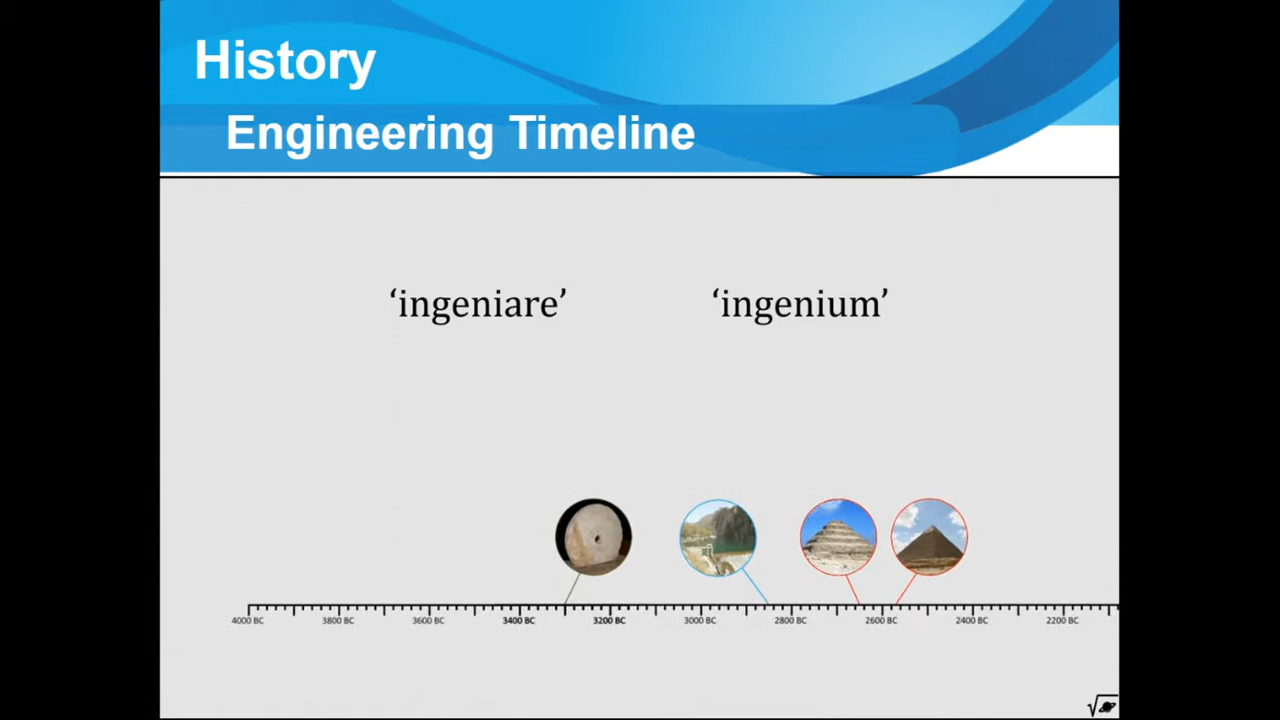 History
Engineering Timeline
‘ingeniare’ ‘ingenium’
4000 BC 3800 BC 3600 BC 3400 BC 3200 BC 3000 BC 2800 BC 2600 BC 2400 BC 2200 BC